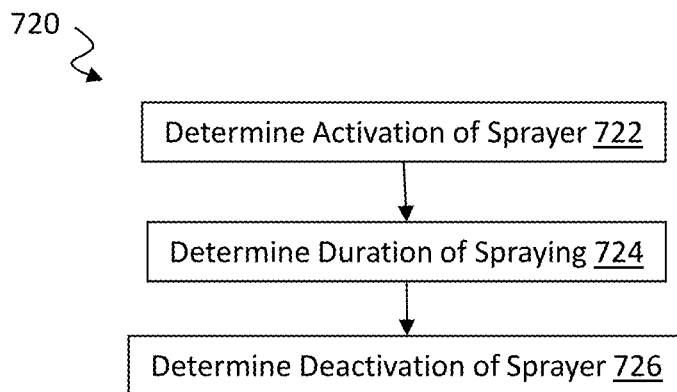 720
Determine Activation of Sprayer 722
Determine Duration of Spraying 724
Determine Deactivation of Sprayer 726